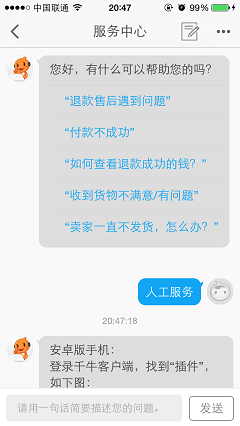 中国联通 20:47 99%
服务中心
您好，有什么可以帮助您的吗？
“退款售后遇到问题”
“付款不成功”
“如何查看退款成功的钱？”
“收到货物不满意/有问题”
“卖家一直不发货，怎么办？”
人工服务
20:47:18
安卓版手机：
登录千牛客户端，找到“插件”，
如下图：
请用一句话简要描述您的问题。 发送